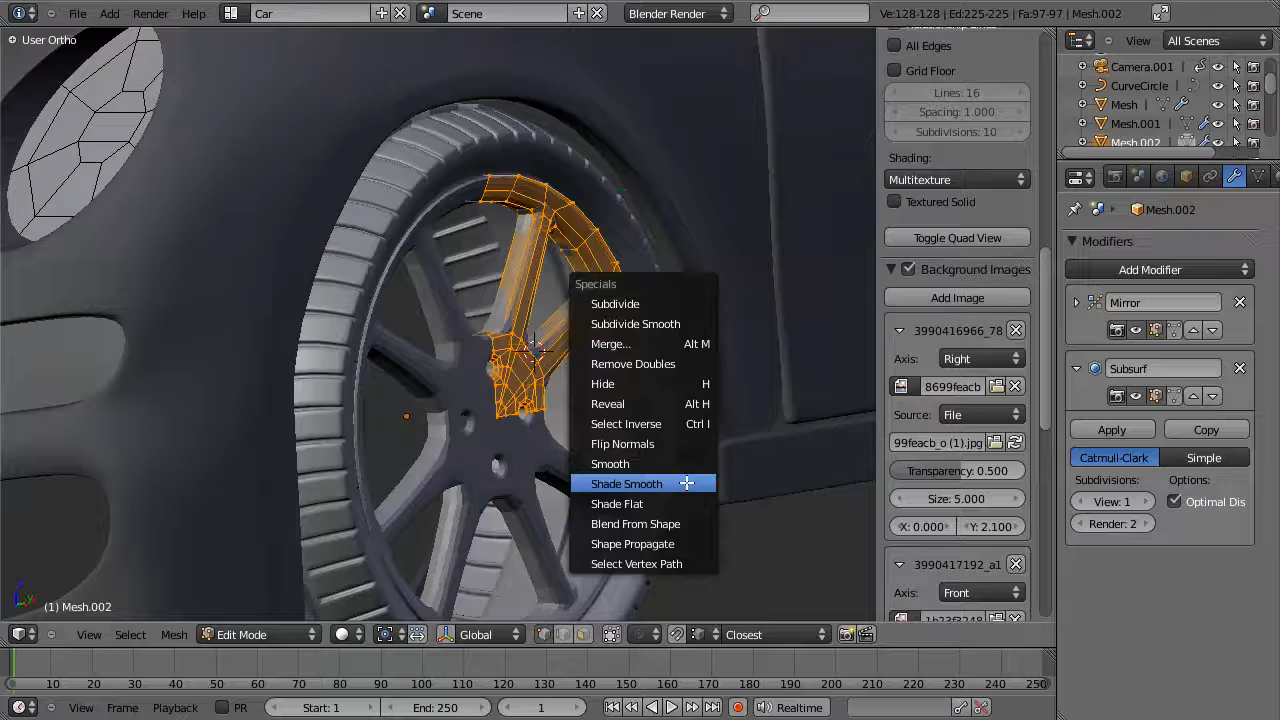 File Add Render Help Car Scene Blender Render Ve:128-128 | Ed:225-225 | Fa:97-97 | Mesh.002
User Ortho
All Edges
Grid Floor
Lines: 16
Spacing: 1.000
Subdivisions: 10
Shading:
Multitexture
Textured Solid
Toggle Quad View
Background Images
Add Image
3990416966_78
Axis: Right
8699feacb
Source: File
99feacb_o (1).jpg
Transparency: 0.500
Size: 5.000
X: 0.000 Y: 2.100
3990417192_a1
Axis: Front
1b23f3248
View All Scenes
Camera.001
CurveCircle
Mesh
Mesh.001
Mesh.002
Mesh.002
Modifiers
Add Modifier
Mirror
Subsurf
Apply Copy
Catmull-Clark Simple
Subdivisions: Options:
View: 1 Optimal Dis
Render: 2
Specials
Subdivide
Subdivide Smooth
Merge... Alt M
Remove Doubles
Hide H
Reveal Alt H
Select Inverse Ctrl I
Flip Normals
Smooth
Shade Smooth
Shade Flat
Blend From Shape
Shape Propagate
Select Vertex Path
(1) Mesh.002
View Select Mesh Edit Mode Global Closest
10 20 30 40 50 60 70 80 90 100 110 120 130 140 150 160 170 180 190 200 210 220 230 240 250
View Frame Playback PR Start: 1 End: 250 1 Realtime